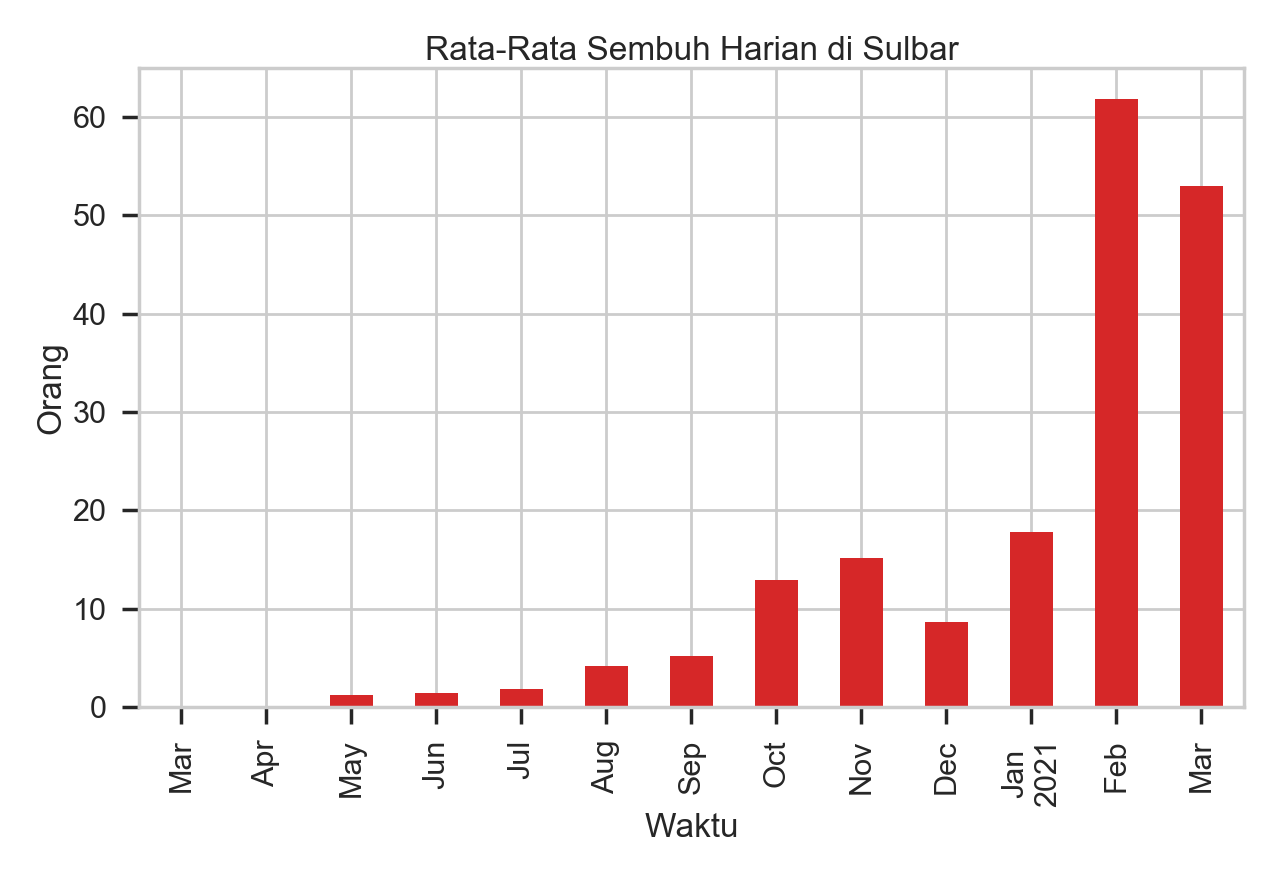 Rata-Rata Sembuh Harian di Sulbar
60
50
40
30
20
10
0
Orang
Mar
Apr
May
Jun
Jul
Aug
Sep
Oct
Nov
Dec
Jan
2021
Feb
Mar
Waktu